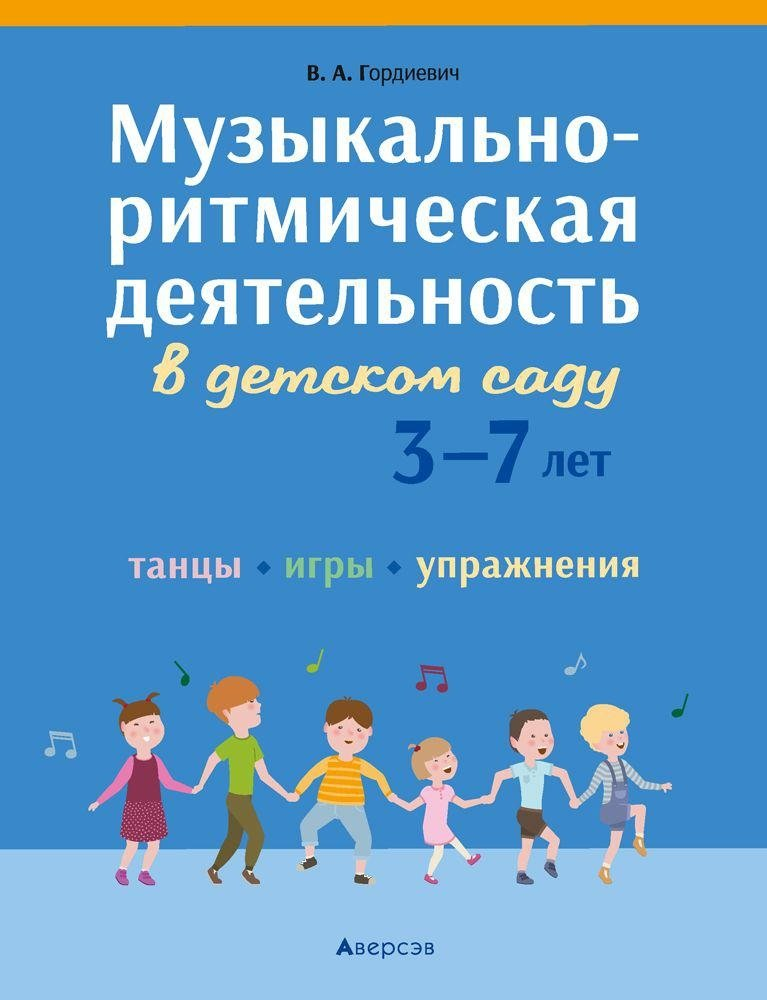 В. А. Гордиевич
Музыкально-
ритмическая
деятельность
в детском саду
3–7 лет
танцы • игры • упражнения
Аверсэв